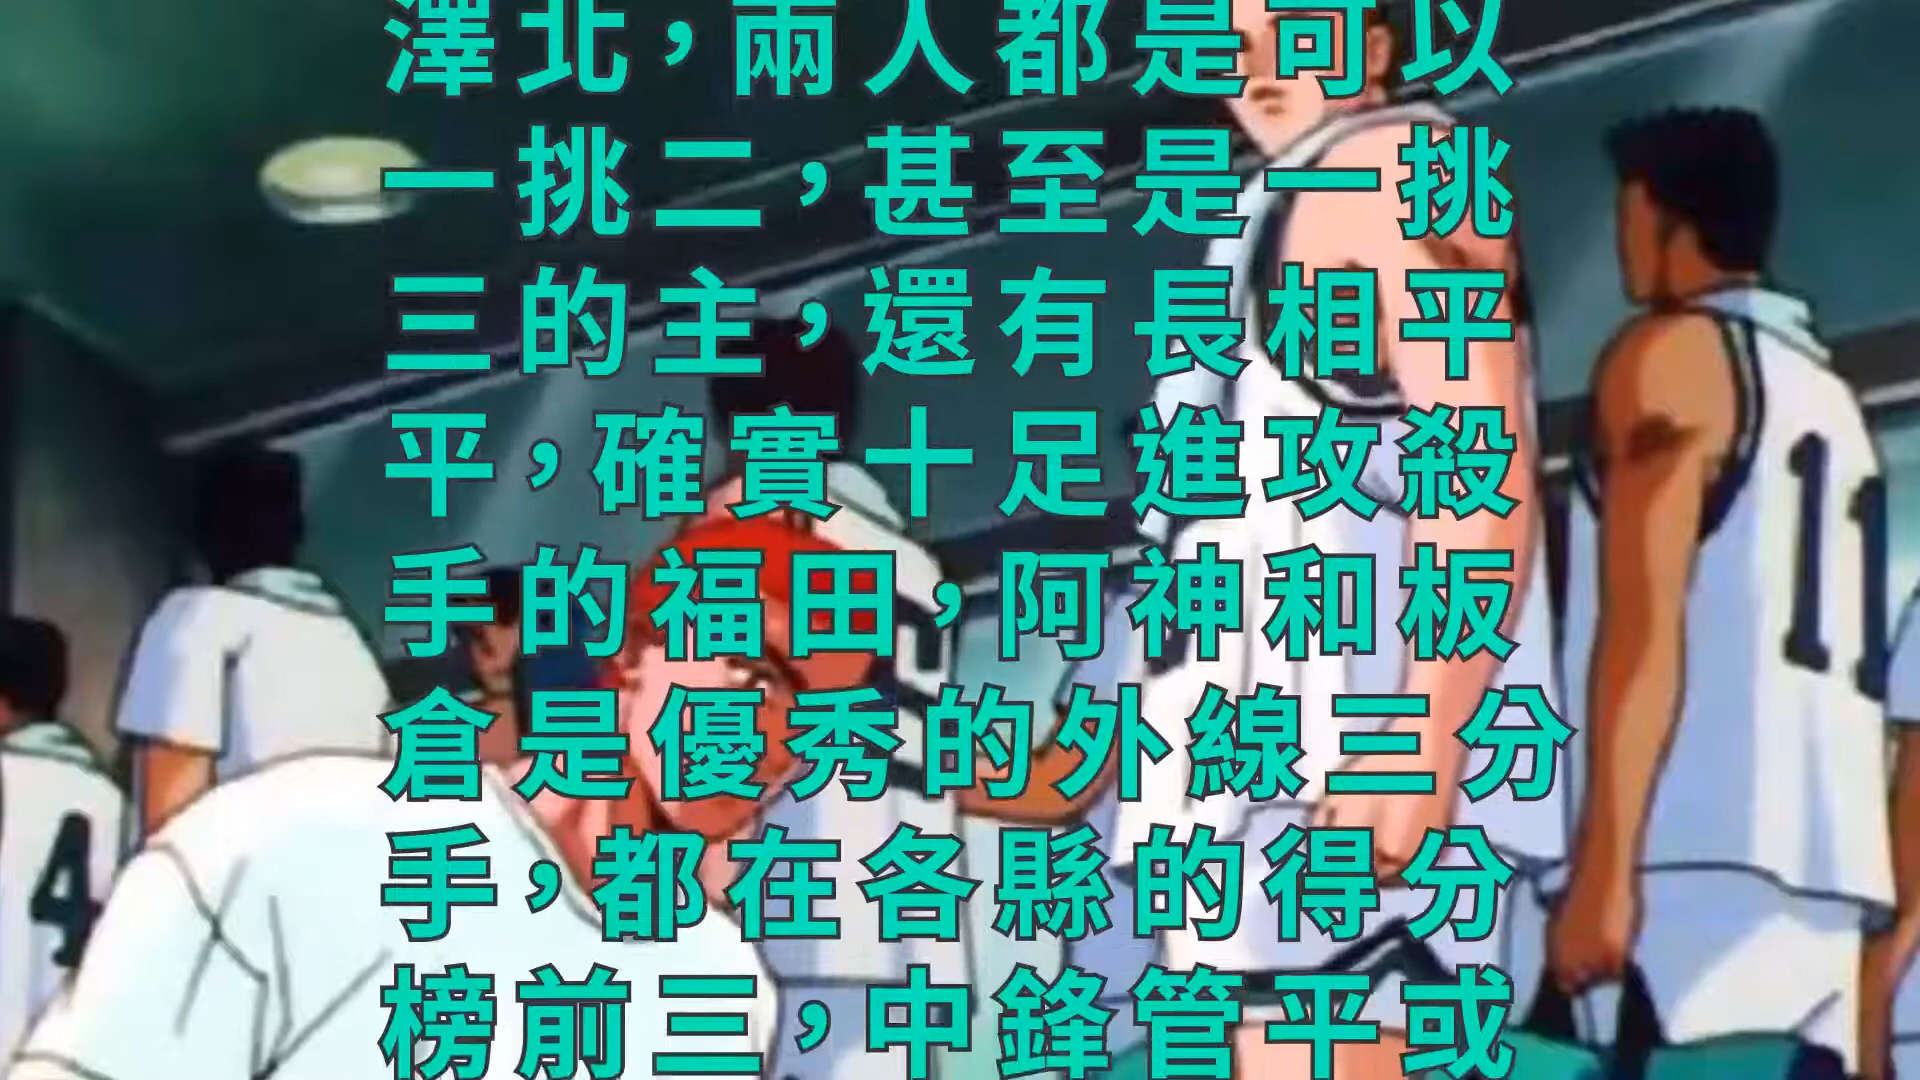 澤北，兩人都是可以
一挑二，甚至是一挑
三的主，還有長相平
平，確實十足進攻殺
手的福田，阿神和板
倉是優秀的外線三分
手，都在各縣的得分
榜前三，中鋒管平或
11
4